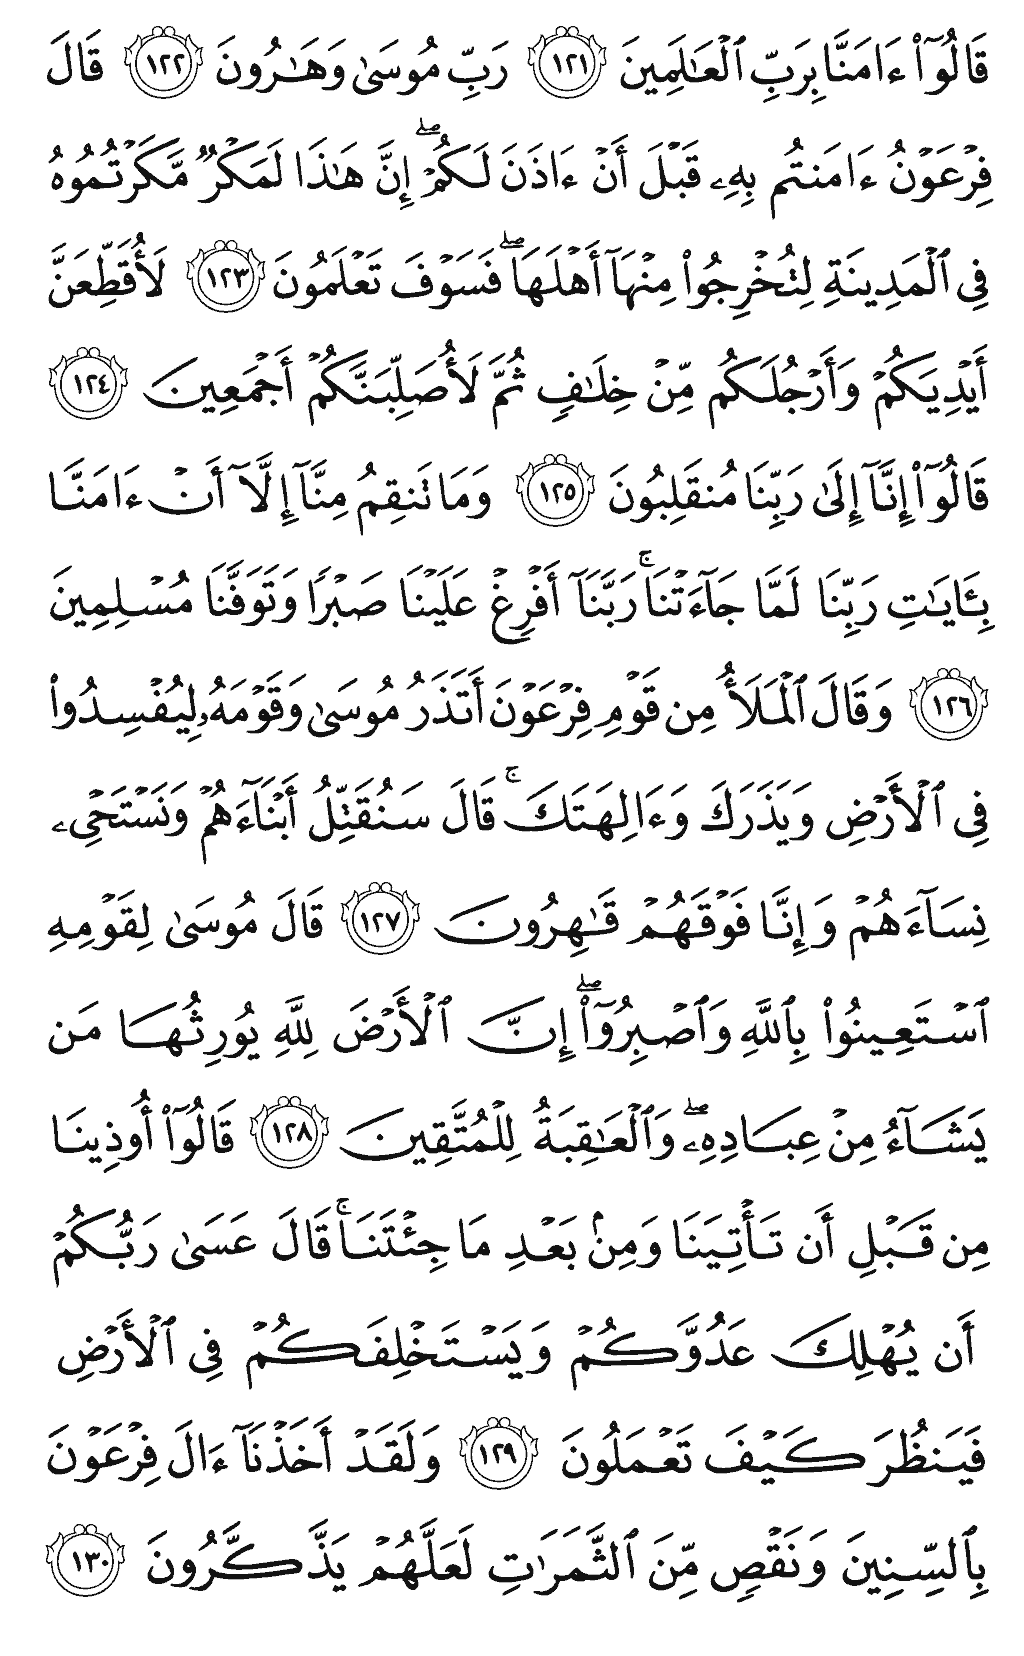 قَالُوٓا۟ ءَامَنَّا بِرَبِّ ٱلْعَـٰلَمِينَ ١٢١ رَبِّ مُوسَىٰ وَهَـٰرُونَ ١٢٢ قَالَ
فِرْعَوْنُ ءَامَنتُم بِهِۦ قَبْلَ أَنْ ءَاذَنَ لَكُمْ ۖ إِنَّ هَـٰذَا لَمَكْرٌ مَّكَرْتُمُوهُ
فِى ٱلْمَدِينَةِ لِتُخْرِجُوا۟ مِنْهَآ أَهْلَهَا ۖ فَسَوْفَ تَعْلَمُونَ ١٢٣ لَأُقَطِّعَنَّ
أَيْدِيَكُمْ وَأَرْجُلَكُم مِّنْ خِلَـٰفٍ ثُمَّ لَأُصَلِّبَنَّكُمْ أَجْمَعِينَ ١٢٤
قَالُوٓا۟ إِنَّآ إِلَىٰ رَبِّنَا مُنقَلِبُونَ ١٢٥ وَمَا تَنقِمُ مِنَّآ إِلَّآ أَنْ ءَامَنَّا
بِـَٔايَـٰتِ رَبِّنَا لَمَّا جَآءَتْنَا ۚ رَبَّنَآ أَفْرِغْ عَلَيْنَا صَبْرًا وَتَوَفَّنَا مُسْلِمِينَ
١٢٦ وَقَالَ ٱلْمَلَأُ مِن قَوْمِ فِرْعَوْنَ أَتَذَرُ مُوسَىٰ وَقَوْمَهُۥ لِيُفْسِدُوا۟
فِى ٱلْأَرْضِ وَيَذَرَكَ وَءَالِهَتَكَ ۚ قَالَ سَنُقَتِّلُ أَبْنَآءَهُمْ وَنَسْتَحْىِۦ
نِسَآءَهُمْ وَإِنَّا فَوْقَهُمْ قَـٰهِرُونَ ١٢٧ قَالَ مُوسَىٰ لِقَوْمِهِ
ٱسْتَعِينُوا۟ بِٱللَّهِ وَٱصْبِرُوٓا۟ ۖ إِنَّ ٱلْأَرْضَ لِلَّهِ يُورِثُهَا مَن
يَشَآءُ مِنْ عِبَادِهِۦ ۖ وَٱلْعَـٰقِبَةُ لِلْمُتَّقِينَ ١٢٨ قَالُوٓا۟ أُوذِينَا
مِن قَبْلِ أَن تَأْتِيَنَا وَمِنۢ بَعْدِ مَا جِئْتَنَا ۚ قَالَ عَسَىٰ رَبُّكُمْ
أَن يُهْلِكَ عَدُوَّكُمْ وَيَسْتَخْلِفَكُمْ فِى ٱلْأَرْضِ
فَيَنظُرَ كَيْفَ تَعْمَلُونَ ١٢٩ وَلَقَدْ أَخَذْنَآ ءَالَ فِرْعَوْنَ
بِٱلسِّنِينَ وَنَقْصٍ مِّنَ ٱلثَّمَرَٰتِ لَعَلَّهُمْ يَذَّكَّرُونَ ١٣٠